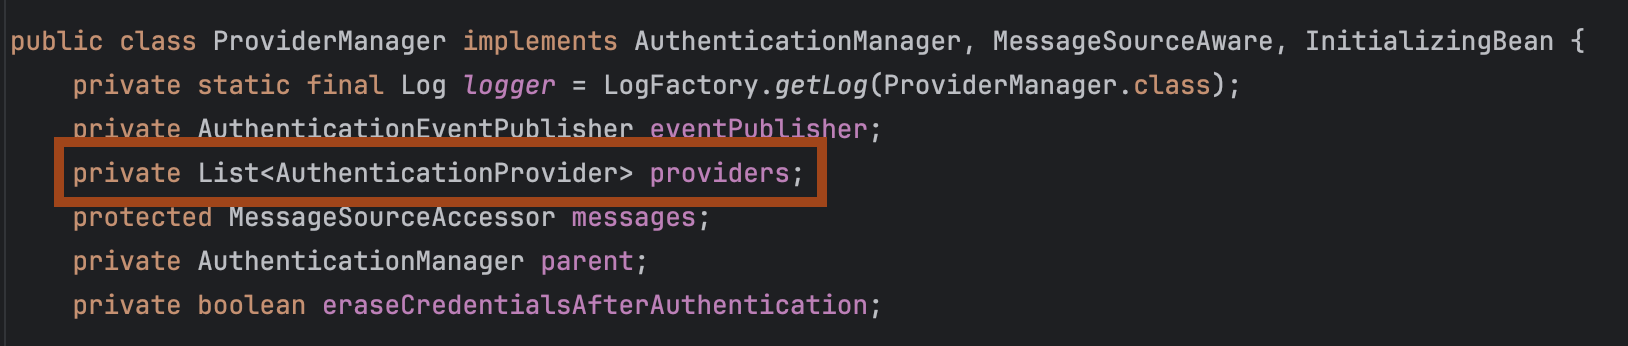 public class ProviderManager implements AuthenticationManager, MessageSourceAware, InitializingBean {
private static final Log logger = LogFactory.getLog(ProviderManager.class);
private AuthenticationEventPublisher eventPublisher;
private List<AuthenticationProvider> providers;
protected MessageSourceAccessor messages;
private AuthenticationManager parent;
private boolean eraseCredentialsAfterAuthentication;